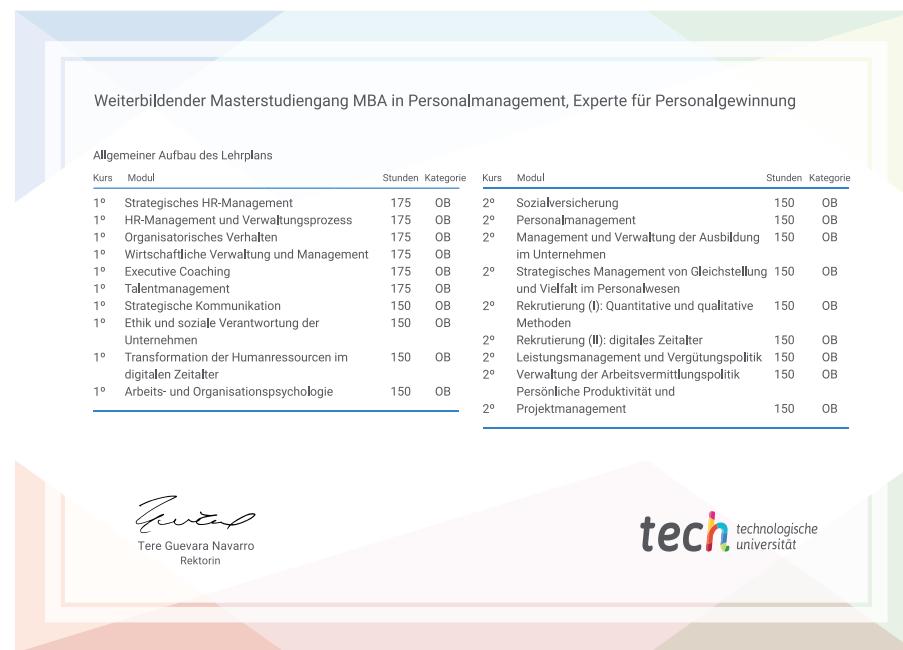 Weiterbildender Masterstudiengang MBA in Personalmanagement, Experte für Personalgewinnung
Allgemeiner Aufbau des Lehrplans
Kurs Modul Stunden Kategorie
1º Strategisches HR-Management 175 OB
1º HR-Management und Verwaltungsprozess 175 OB
1º Organisatorisches Verhalten 175 OB
1º Wirtschaftliche Verwaltung und Management 175 OB
1º Executive Coaching 175 OB
1º Talentmanagement 175 OB
1º Strategische Kommunikation 150 OB
1º Ethik und soziale Verantwortung der 150 OB
Unternehmen
1º Transformation der Humanressourcen im 150 OB
digitalen Zeitalter
1º Arbeits- und Organisationspsychologie 150 OB
Kurs Modul Stunden Kategorie
2º Sozialversicherung 150 OB
2º Personalmanagement 150 OB
2º Management und Verwaltung der Ausbildung 150 OB
im Unternehmen
2º Strategisches Management von Gleichstellung 150 OB
und Vielfalt im Personalwesen
2º Rekrutierung (I): Quantitative und qualitative 150 OB
Methoden
2º Rekrutierung (II): digitales Zeitalter 150 OB
2º Leistungsmanagement und Vergütungspolitik 150 OB
2º Verwaltung der Arbeitsvermittlungspolitik 150 OB
Persönliche Produktivität und
2º Projektmanagement 150 OB
Tere Guevara Navarro
Rektorin
tech technologische
universität